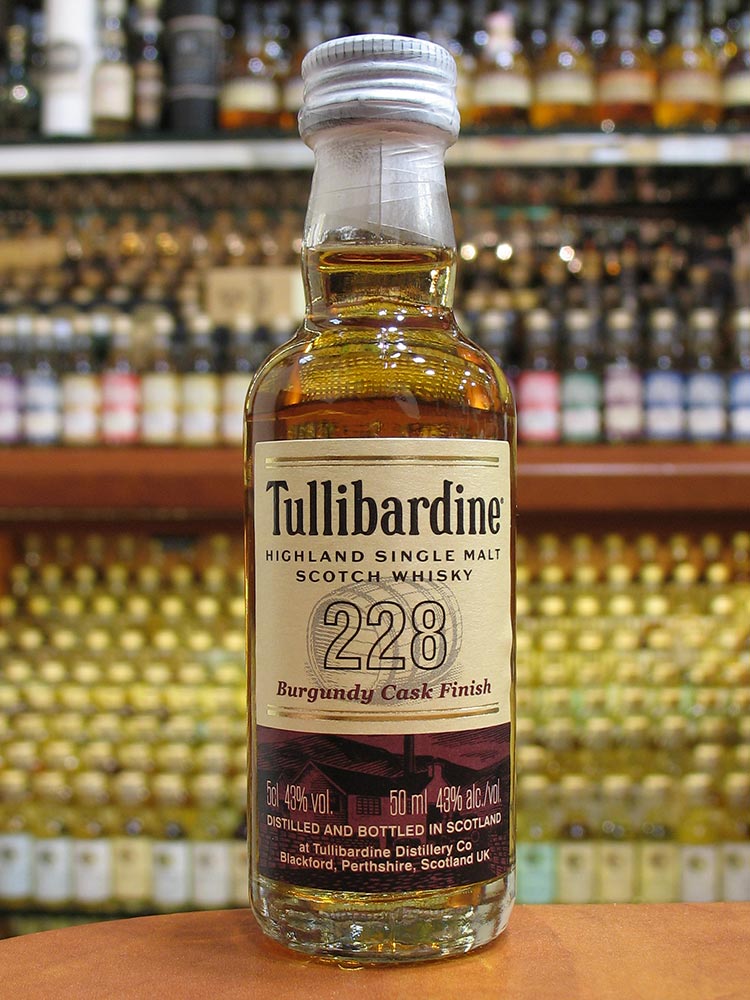 Tullibardine
HIGHLAND SINGLE MALT
SCOTCH WHISKY
228
Burgundy Cask Finish
5cl 43% vol. 50 ml 43% alc./vol.
DISTILLED AND BOTTLED IN SCOTLAND
at Tullibardine Distillery Co
Blackford, Perthshire, Scotland UK